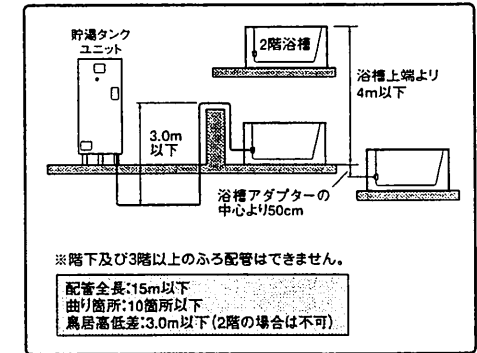 貯湯タンク
ユニット
2階浴槽
浴槽上端より
4m以下
3.0m
以下
浴槽アダプターの
中心より50cm
※階下及び3階以上のふろ配管はできません。
配管全長:15m以下
曲り箇所:10箇所以下
鳥居高低差:3.0m以下(2階の場合は不可)